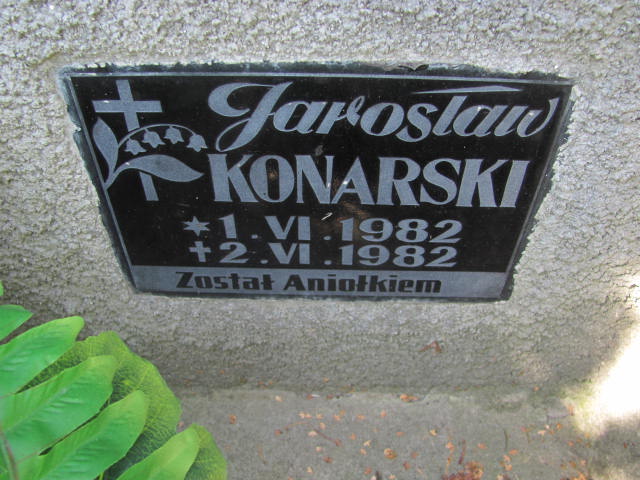 Jarosław
KONARSKI
* 1.VI.1982
+ 2.VI.1982
Został Aniołkiem